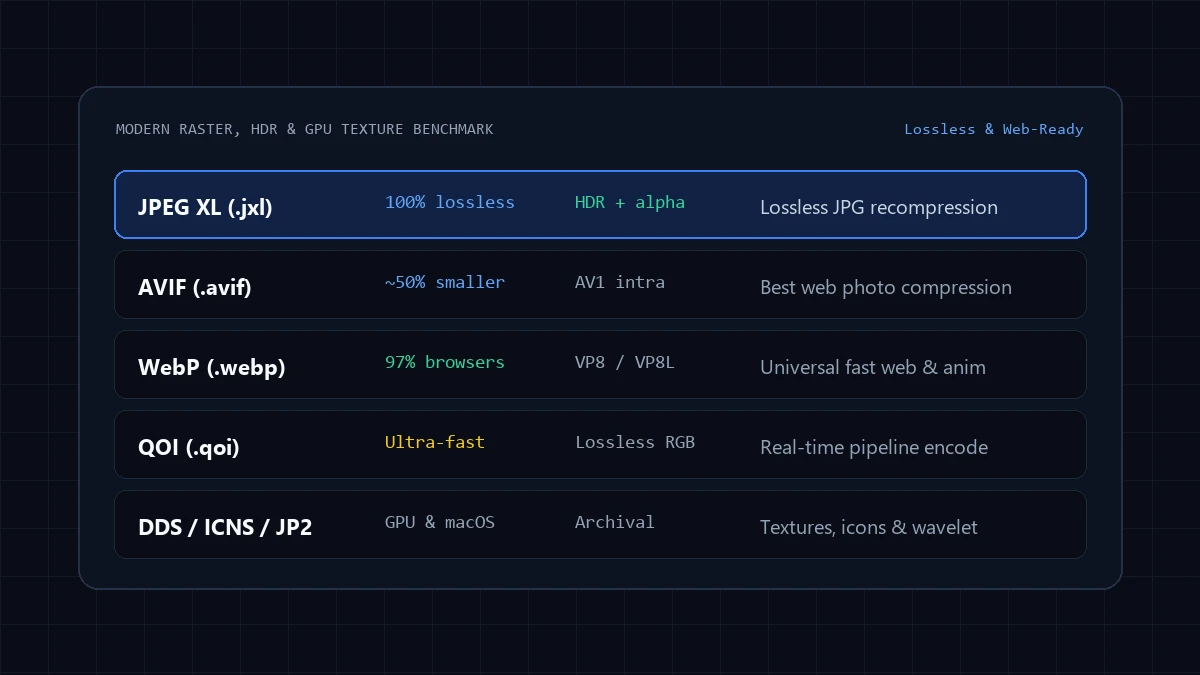 MODERN RASTER, HDR & GPU TEXTURE BENCHMARK Lossless & Web-Ready
JPEG XL (.jxl) 100% lossless HDR + alpha Lossless JPG recompression
AVIF (.avif) ~50% smaller AV1 intra Best web photo compression
WebP (.webp) 97% browsers VP8 / VP8L Universal fast web & anim
QOI (.qoi) Ultra-fast Lossless RGB Real-time pipeline encode
DDS / ICNS / JP2 GPU & macOS Archival Textures, icons & wavelet